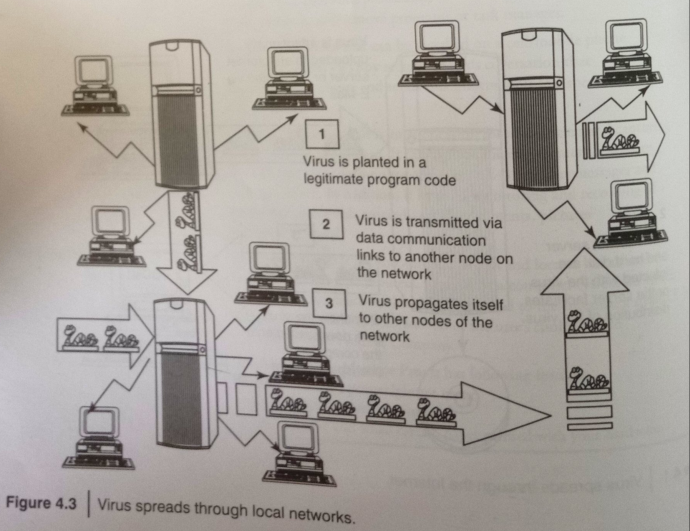 1
Virus is planted in a
legitimate program code
2
Virus is transmitted via
data communication
links to another node on
the network
3
Virus propagates itself
to other nodes of the
network
Figure 4.3 | Virus spreads through local networks.